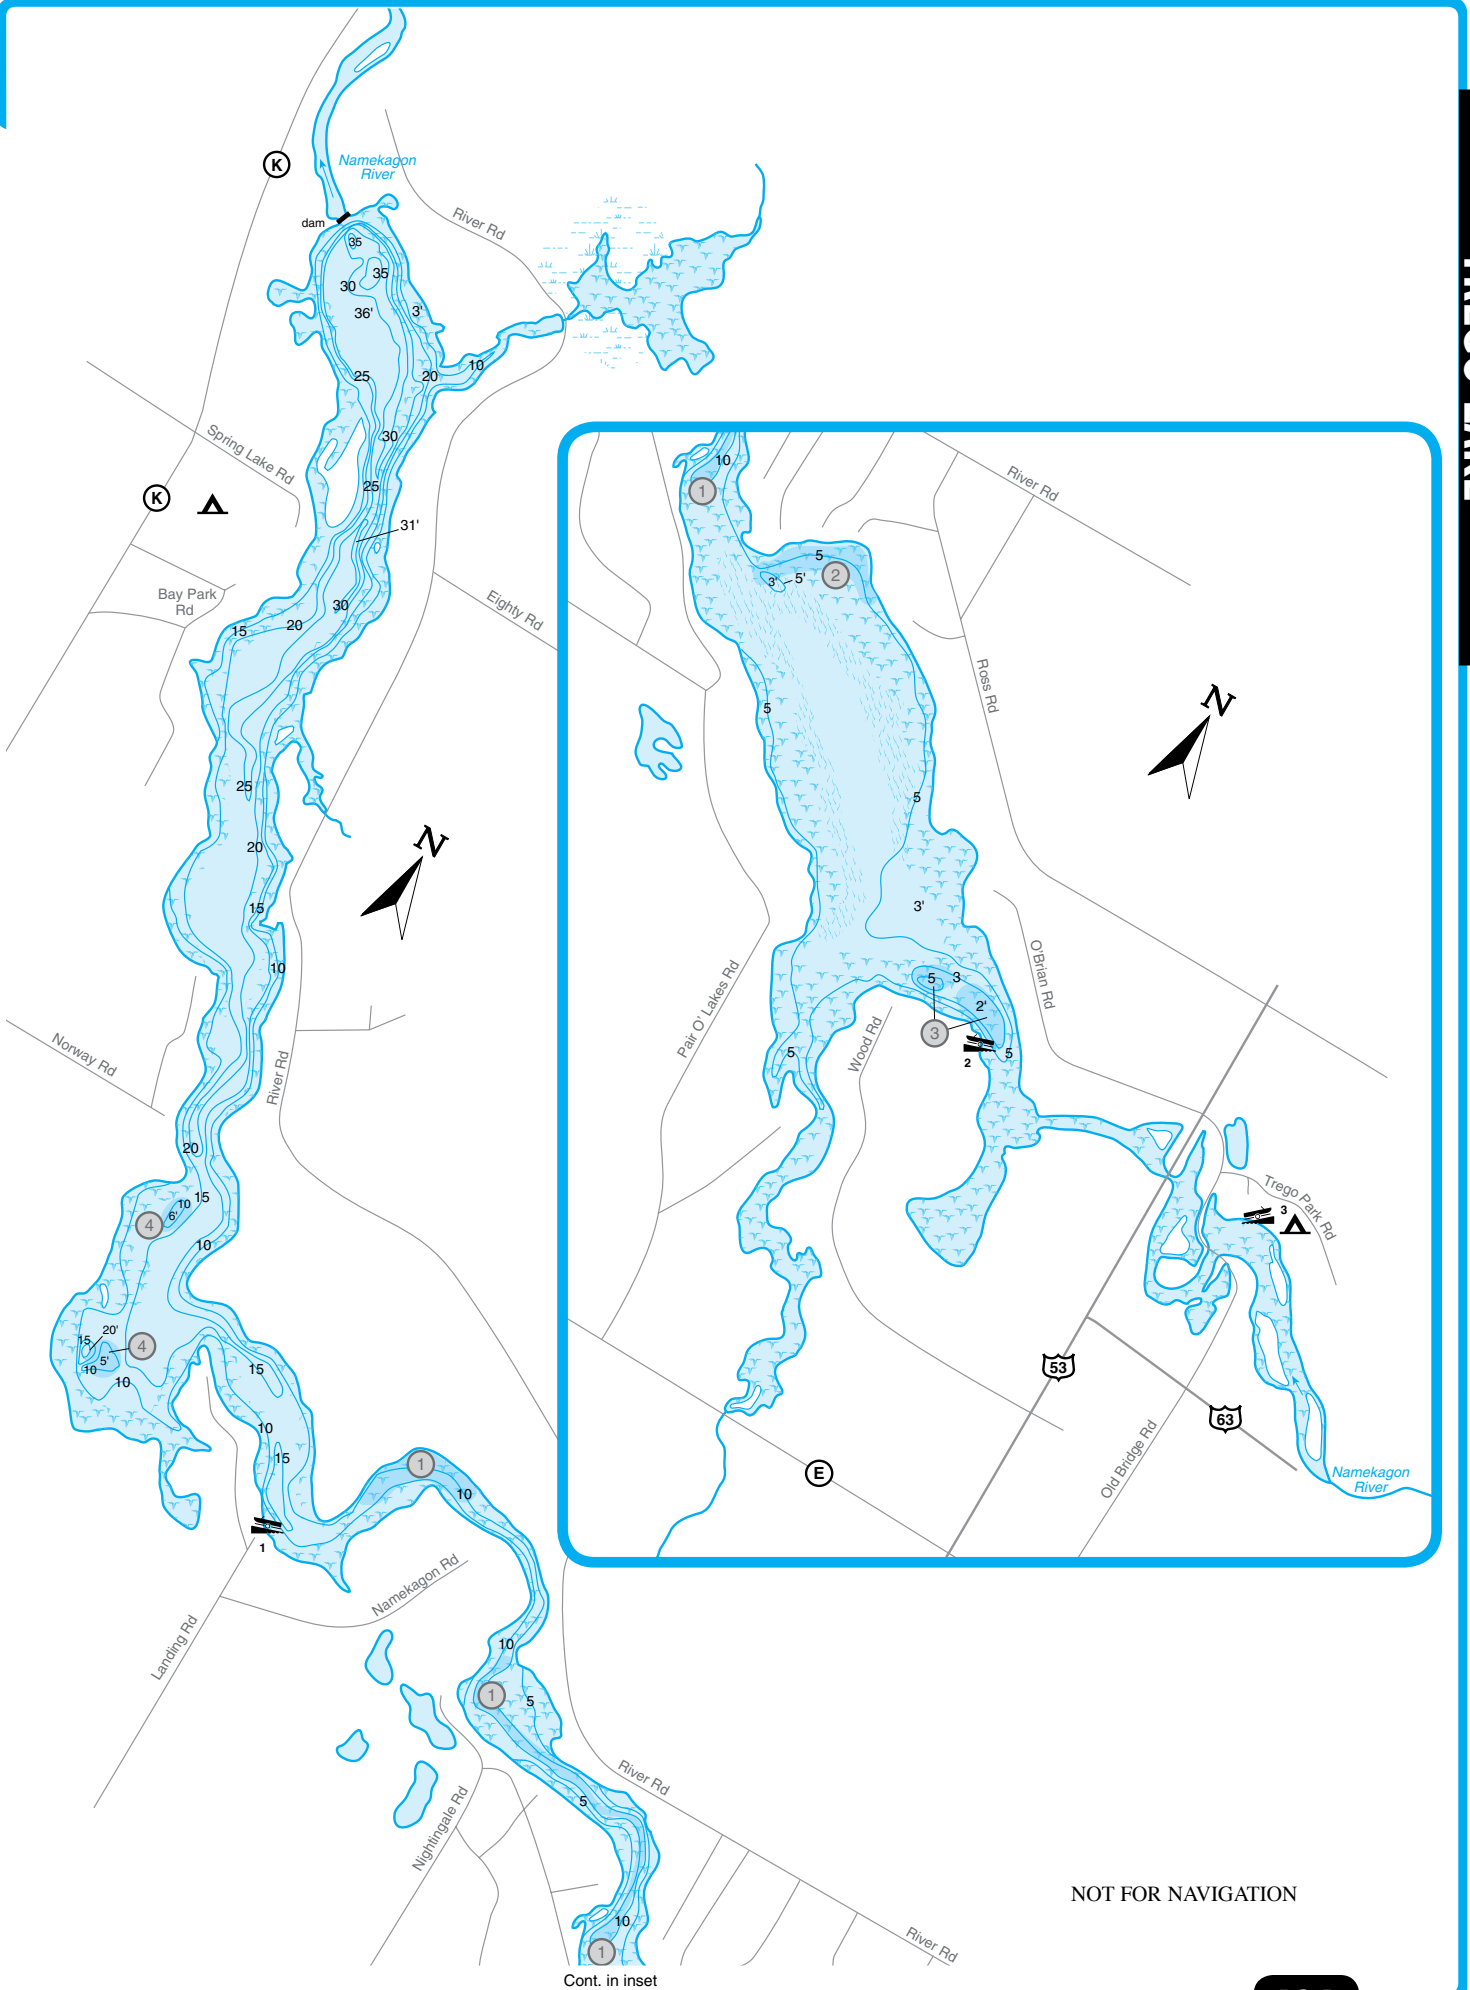 K
Namekagon
River
dam
River Rd
35
35
30
36'
3'
10
25
20
30
Spring Lake Rd
25
K
31'
Bay Park
Rd
30
20
15
Eighty Rd
25
N
20
15
10
Norway Rd
River Rd
20
15
10
6'
4
10
20'
15
4
5'
10
10
15
10
15
1
10
1
Namekagon Rd
Landing Rd
10
1
5
River Rd
5
Nightingale Rd
10
1
Cont. in inset
River Rd
10
1
River Rd
5
3'
5'
2
Ross Rd
5
N
5
3'
O'Brian Rd
Pair O' Lakes Rd
5
3
2'
3
Wood Rd
2
5
5
Trego Park Rd
3
53
63
Old Bridge Rd
E
Namekagon
River
NOT FOR NAVIGATION